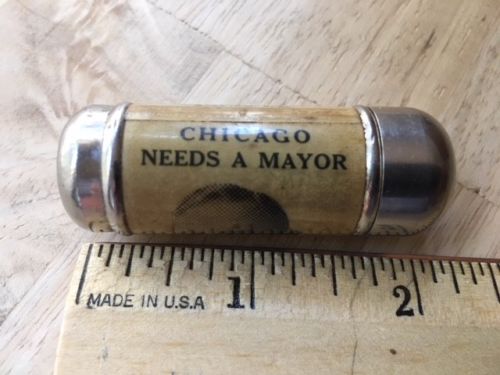 CHICAGO
NEEDS A MAYOR
1 2
MADE IN U.S.A